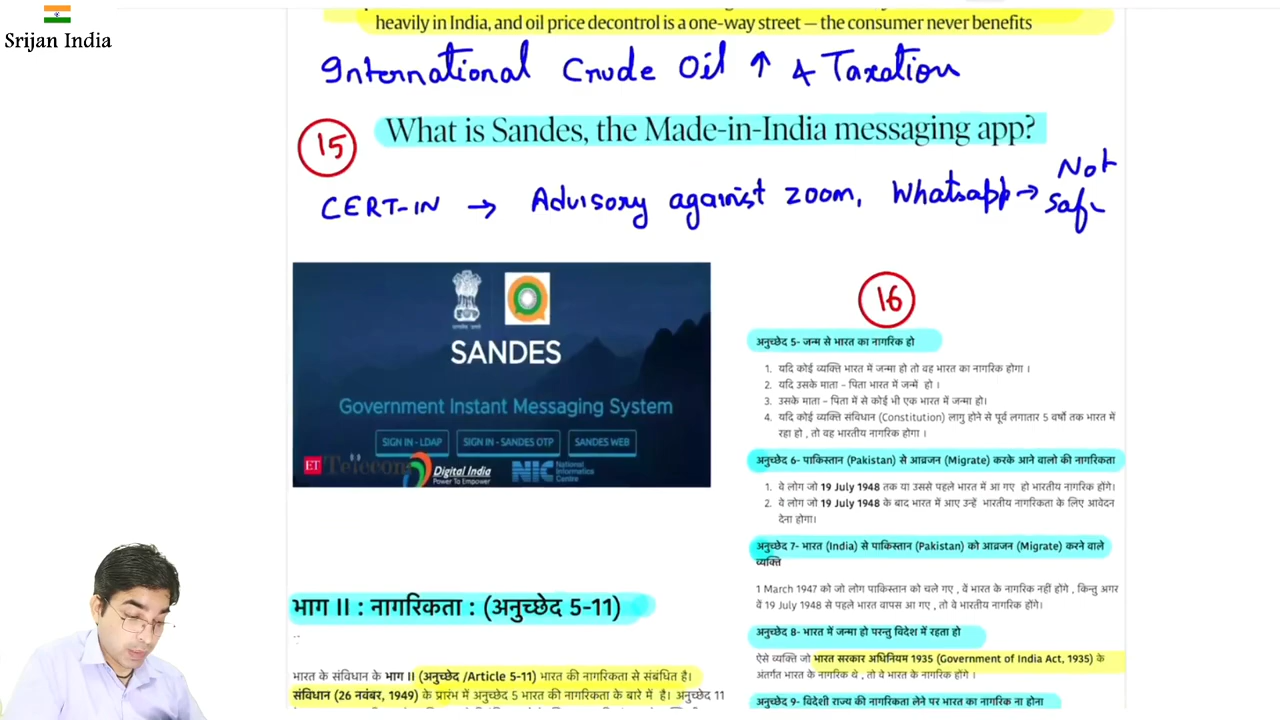 Srijan India
heavily in India, and oil price decontrol is a one-way street — the consumer never benefits
International Crude Oil ↑ & Taxation
15
What is Sandes, the Made-in-India messaging app?
CERT-IN → Advisory against zoom, Whatsapp → Not
Safe
SANDES
Government Instant Messaging System
SIGN IN - LDAP
SIGN IN - SANDES OTP
SANDES WEB
ET Telecom
Digital India
Power To Empower
NIC National
Informatics
Centre
भाग II : नागरिकता : (अनुच्छेद 5-11)
भारत के संविधान के भाग II (अनुच्छेद /Article 5-11) भारत की नागरिकता से संबंधित है।
संविधान (26 नवंबर, 1949) के प्रारंभ में अनुच्छेद 5 भारत की नागरिकता के बारे में है। अनुच्छेद 11
16
अनुच्छेद 5- जन्म से भारत का नागरिक हो
1. यदि कोई व्यक्ति भारत में जन्मा हो तो वह भारत का नागरिक होगा ।
2. यदि उसके माता – पिता भारत में जन्में हो ।
3. उसके माता – पिता में से कोई भी एक भारत में जन्मा हो।
4. यदि कोई व्यक्ति संविधान (Constitution) लागु होने से पूर्व लगातार 5 वर्षो तक भारत में
रहा हो , तो वह भारतीय नागरिक होगा ।
अनुच्छेद 6- पाकिस्तान (Pakistan) से आव्रजन (Migrate) करके आने वालो की नागरिकता
1. वे लोग जो 19 July 1948 तक या उससे पहले भारत में आ गए हो भारतीय नागरिक होंगे।
2. वे लोग जो 19 July 1948 के बाद भारत में आए उन्हें भारतीय नागरिकता के लिए आवेदन
देना होगा।
अनुच्छेद 7- भारत (India) से पाकिस्तान (Pakistan) को आव्रजन (Migrate) करने वाले
व्यक्ति
1 March 1947 को जो लोग पाकिस्तान को चले गए , वें भारत के नागरिक नहीं होंगे , किन्तु अगर
वें 19 July 1948 से पहले भारत वापस आ गए , तो वे भारतीय नागरिक होंगे।
अनुच्छेद 8- भारत में जन्मा हो परन्तु विदेश में रहता हो
ऐसे व्यक्ति जो भारत सरकार अधिनियम 1935 (Government of India Act, 1935) के
अंतर्गत भारत के नागरिक थे , तो वे भारत के नागरिक होंगे ।
अनुच्छेद 9- विदेशी राज्य की नागरिकता लेने पर भारत का नागरिक ना होना